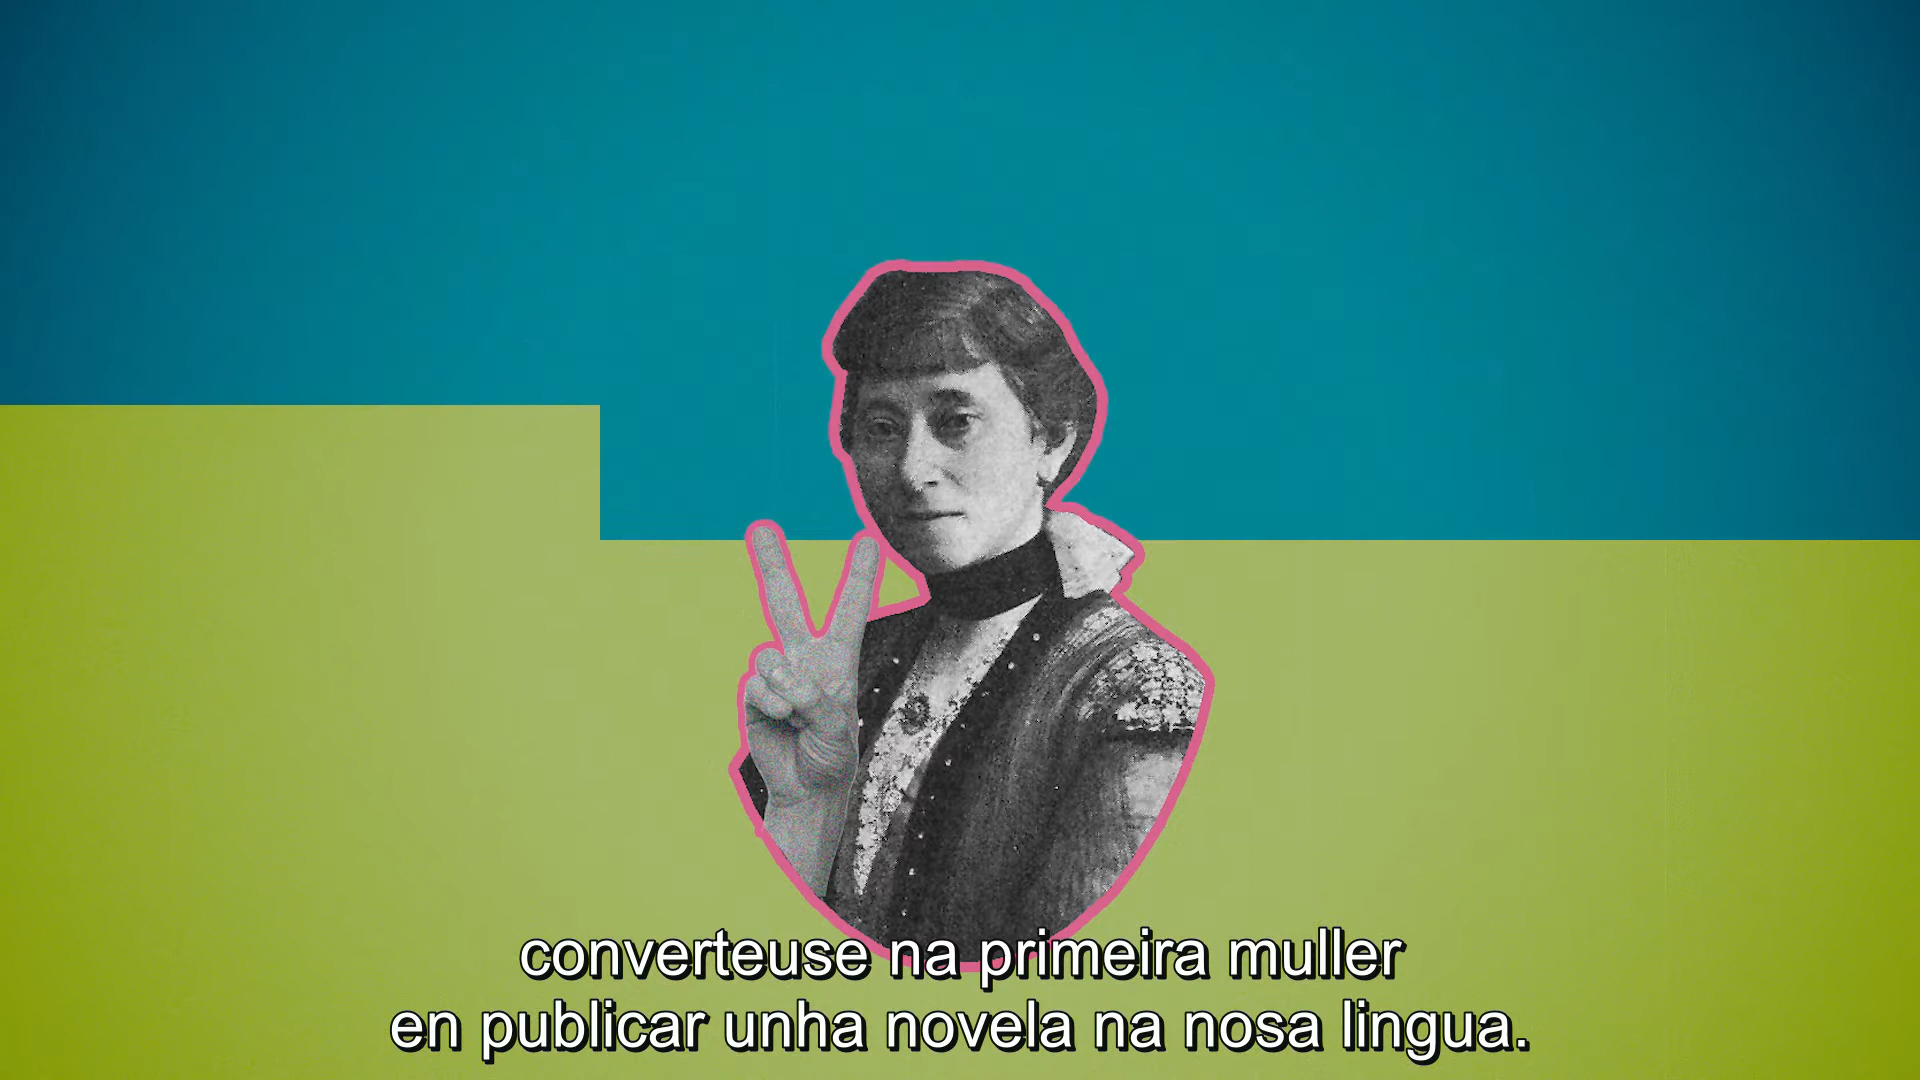 converteuse na primeira muller
en publicar unha novela na nosa lingua.